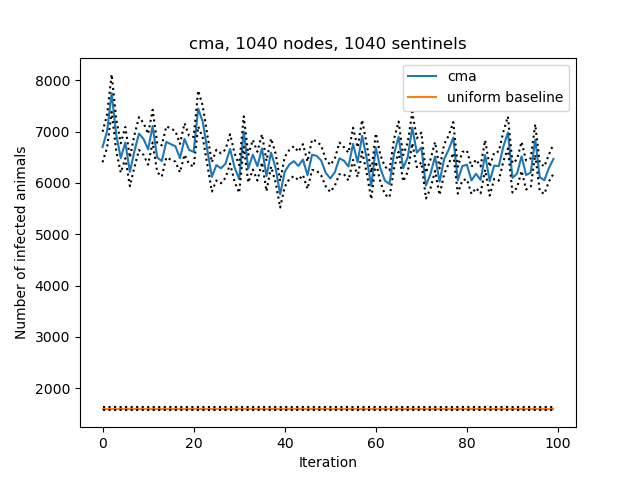 cma, 1040 nodes, 1040 sentinels
cma
uniform baseline
Number of infected animals
8000
7000
6000
5000
4000
3000
2000
0 20 40 60 80 100
Iteration